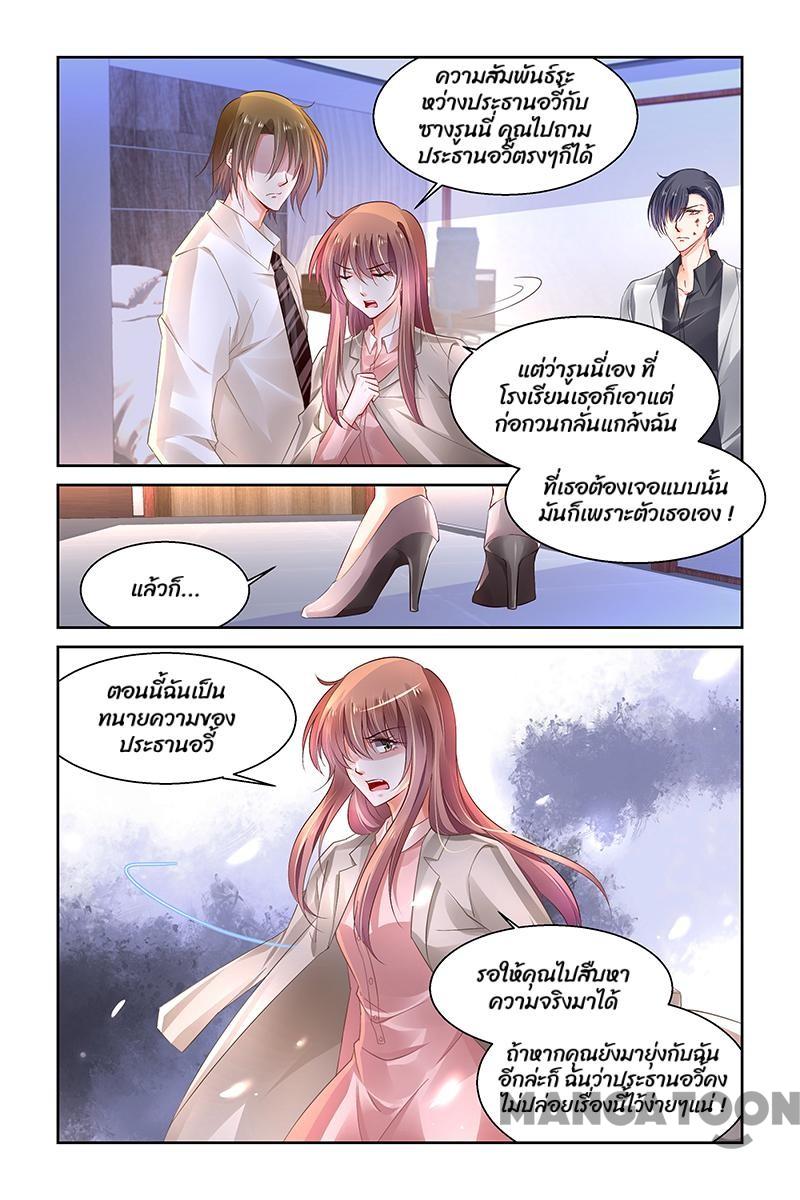 ความสัมพันธ์ระ
หว่างประธานอวี้กับ
ซางรูนนี่ คุณไปถาม
ประธานอวี้ตรงๆก็ได้
แต่ว่ารูนนี่เอง ที่
โรงเรียนเธอก็เอาแต่
ก่อกวนกลั่นแกล้งฉัน
ที่เธอต้องเจอแบบนั้น
มันก็เพราะตัวเธอเอง !
แล้วก็...
ตอนนี้ฉันเป็น
ทนายความของ
ประธานอวี้
รอให้คุณไปสืบหา
ความจริงมาได้
ถ้าหากคุณยังมายุ่งกับฉัน
อีกล่ะก็ ฉันว่าประธานอวี้คง
ไม่ปล่อยเรื่องนี้ไว้ง่ายๆแน่ !
MANGATOON